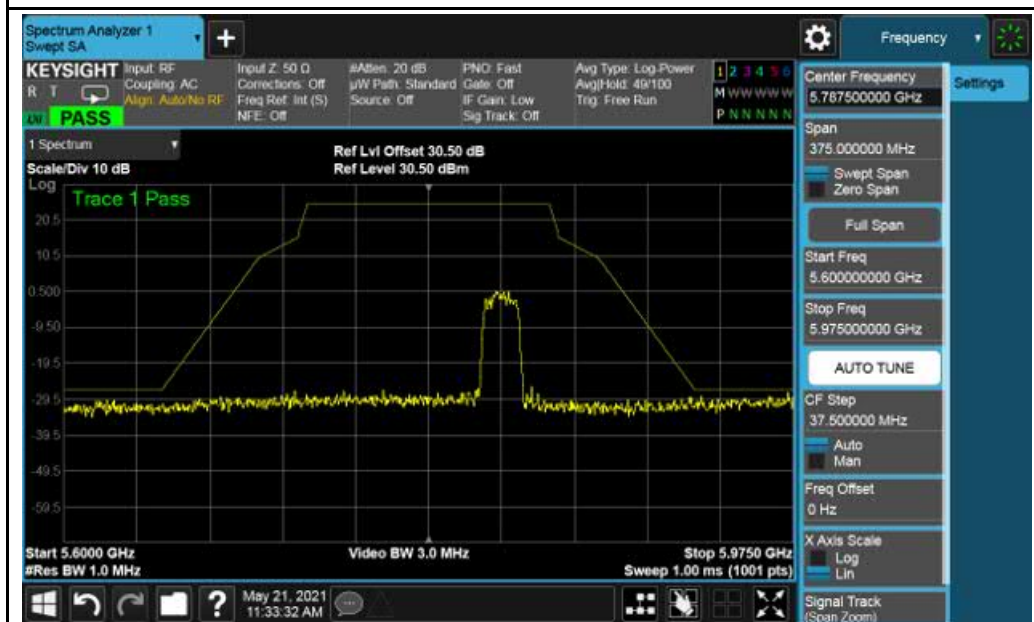 Spectrum Analyzer 1
Swept SA
Frequency
KEYSIGHT
R T
PASS
Input: RF
Coupling: AC
Align: Auto/No RF
Input Z: 50 Ω
Corrections: Off
Freq Ref: Int (S)
NFE: Off
#Atten: 20 dB
µW Path: Standard
Source: Off
PNO: Fast
Gate: Off
IF Gain: Low
Sig Track: Off
Avg Type: Log-Power
Avg|Hold: 49/100
Trig: Free Run
1 2 3 4 5 6
M W W W W W
P N N N N N
Center Frequency
5.787500000 GHz
Settings
Span
375.000000 MHz
Swept Span
Zero Span
Full Span
Start Freq
5.600000000 GHz
Stop Freq
5.975000000 GHz
AUTO TUNE
CF Step
37.500000 MHz
Auto
Man
Freq Offset
0 Hz
X Axis Scale
Log
Lin
Signal Track
(Span Zoom)
1 Spectrum
Scale/Div 10 dB
Ref Lvl Offset 30.50 dB
Ref Level 30.50 dBm
Log
Trace 1 Pass
20.5
10.5
0.500
-9.50
-19.5
-29.5
-39.5
-49.5
-59.5
Start 5.6000 GHz
#Res BW 1.0 MHz
Video BW 3.0 MHz
Stop 5.9750 GHz
Sweep 1.00 ms (1001 pts)
?
May 21, 2021
11:33:32 AM